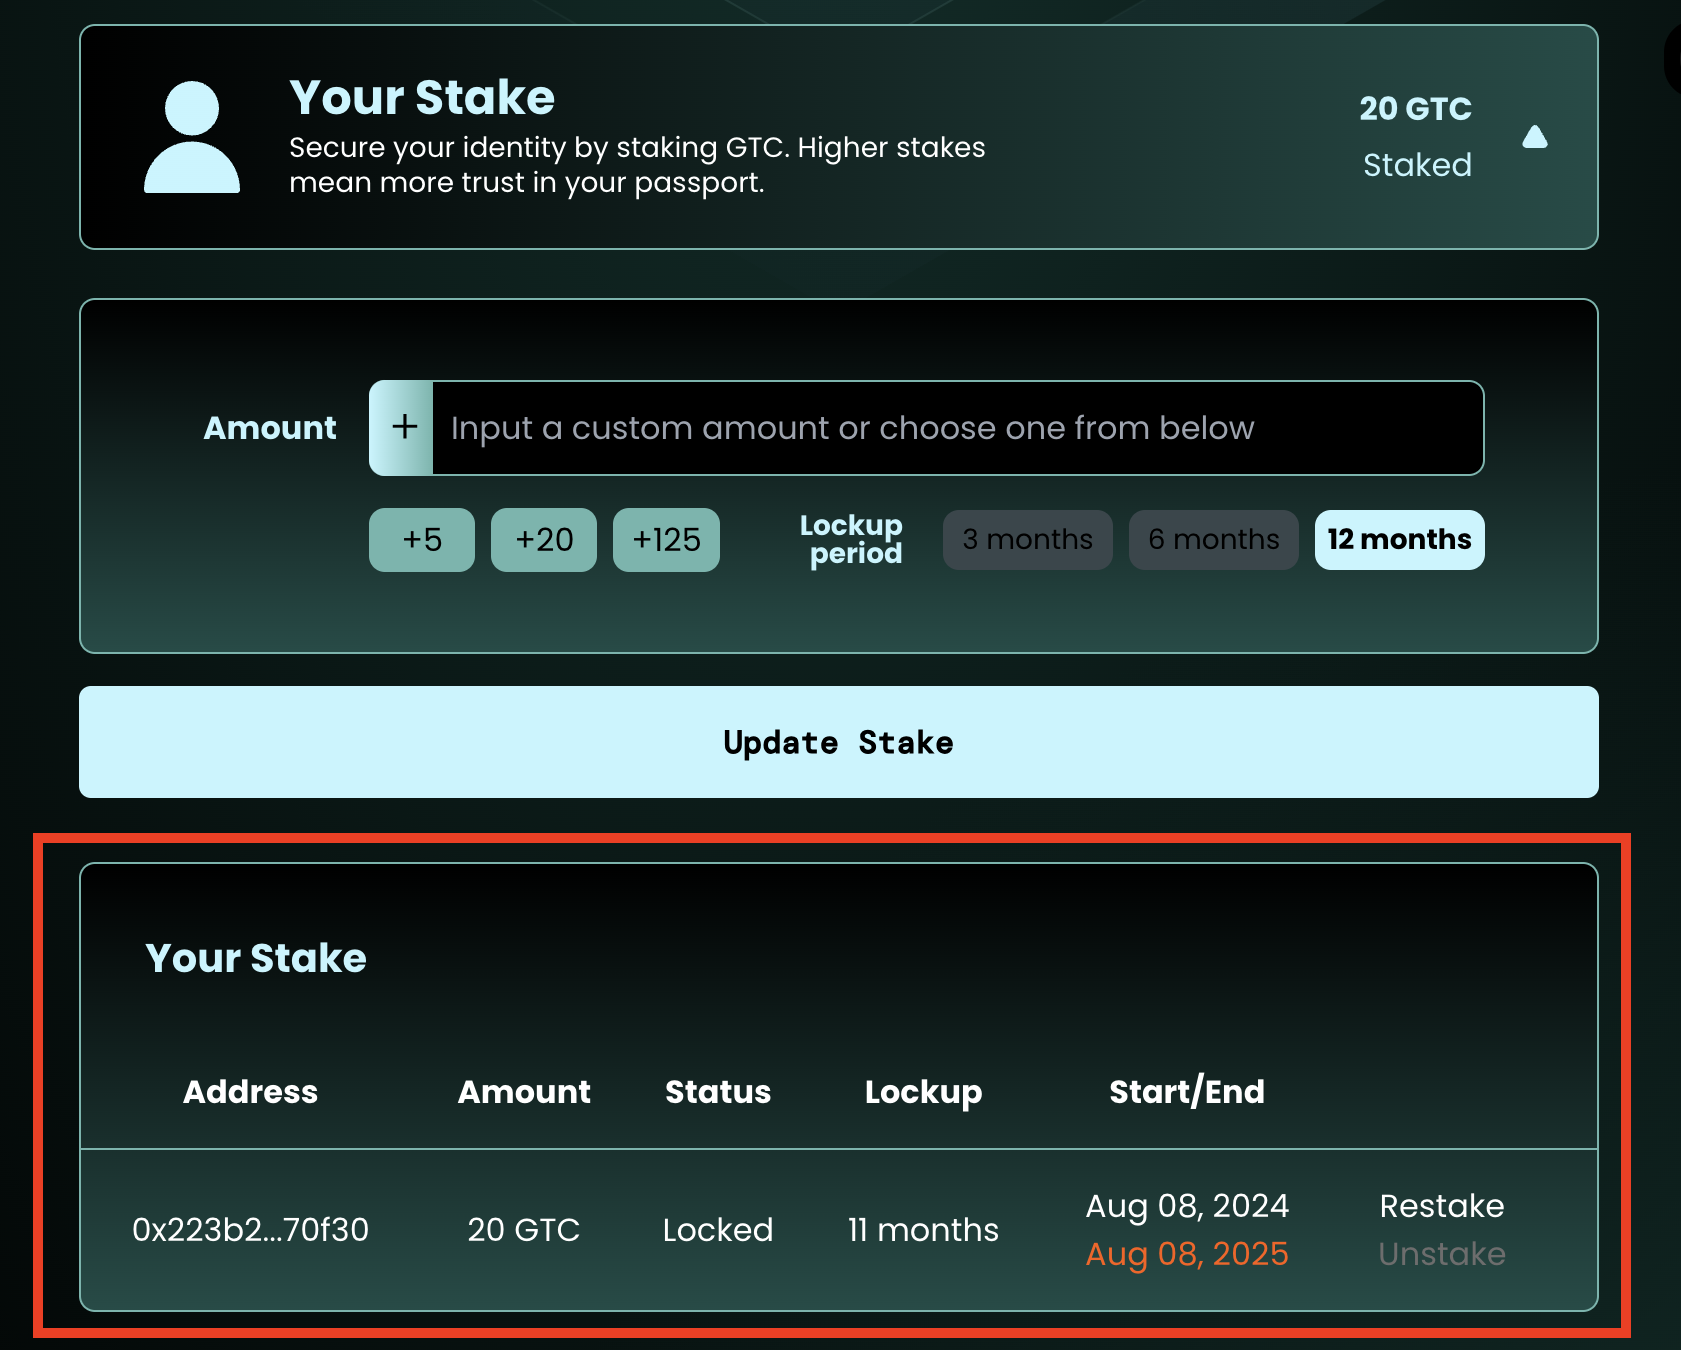 Your Stake
Secure your identity by staking GTC. Higher stakes
mean more trust in your passport.
20 GTC
Staked
Amount
+
Input a custom amount or choose one from below
+5 +20 +125
Lockup
period
3 months 6 months 12 months
Update Stake
Your Stake
Address Amount Status Lockup Start/End
0x223b2...70f30 20 GTC Locked 11 months
Aug 08, 2024 Restake
Aug 08, 2025 Unstake